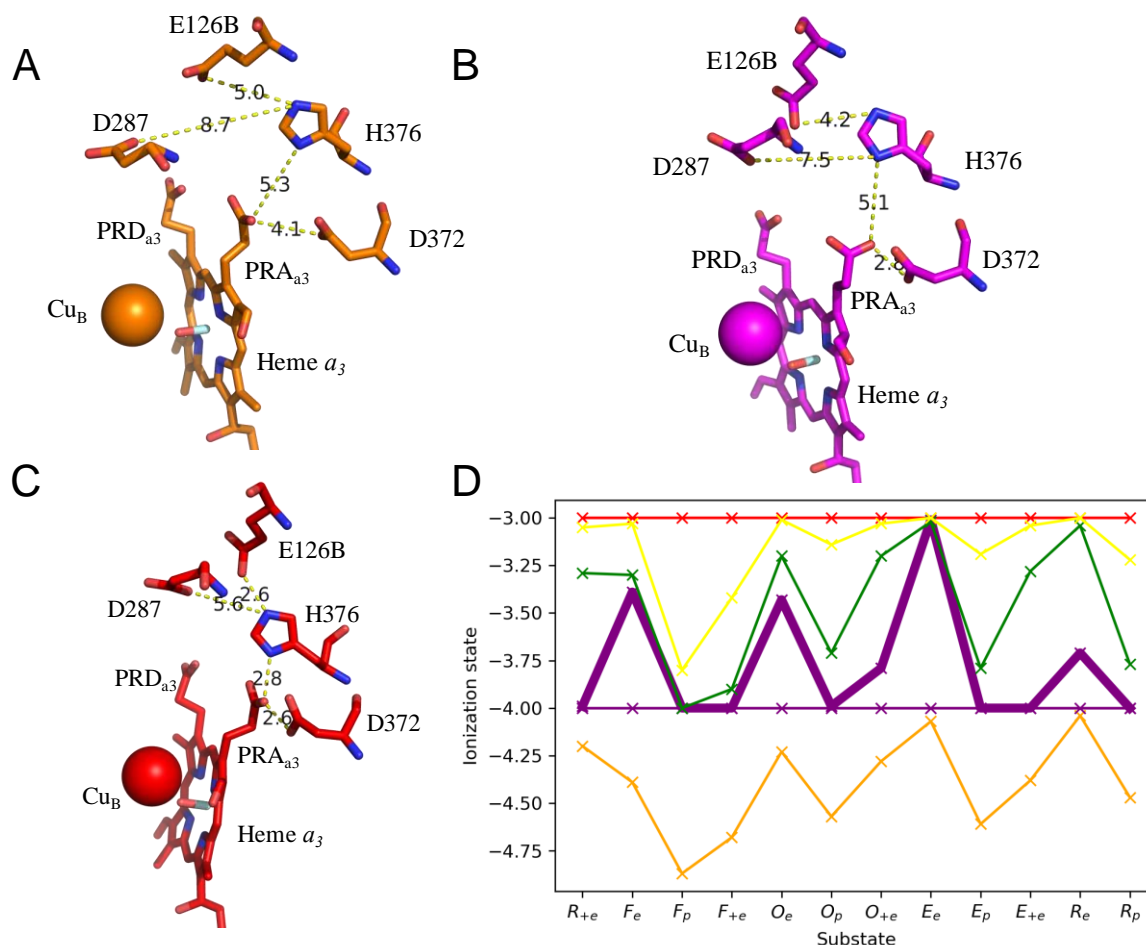 A
E126B
5.0
8.7
D287
H376
5.3
PRDa3
4.1
D372
PRAa3
CuB
Heme a3
B
E126B
4.2
D287
7.5
H376
5.1
PRDa3
2.8
D372
PRAa3
CuB
Heme a3
C
E126B
D287
5.6
2.6
H376
PRDa3
2.8
2.6
D372
PRAa3
CuB
Heme a3
D
−3.00
−3.25
−3.50
−3.75
−4.00
−4.25
−4.50
−4.75
Ionization state
R+e Fe Fp F+e Oe Op O+e Ee Ep E+e Re Rp
Substate